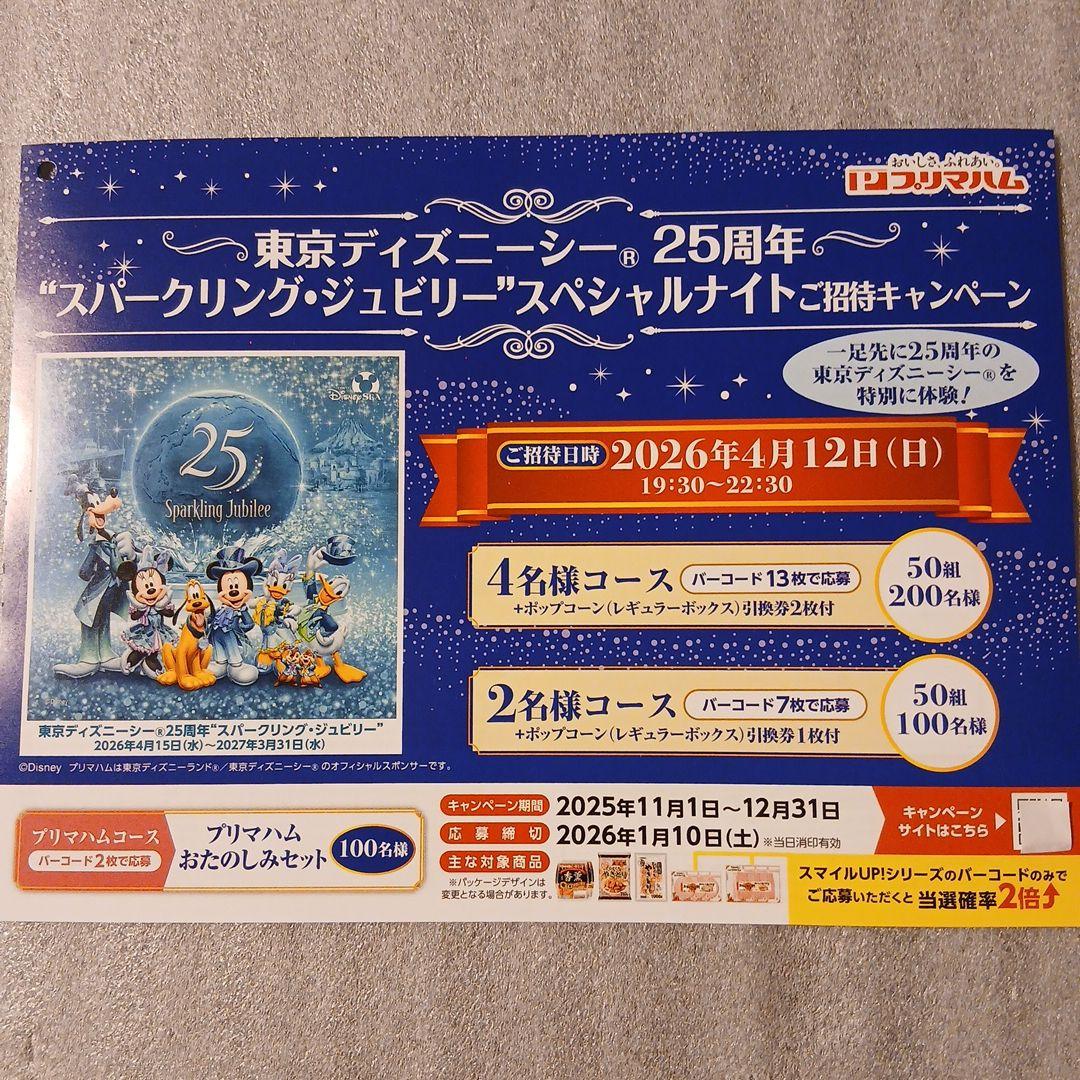 おいしさ、ふれあい。
プリマハム
東京ディズニーシー® 25周年
“スパークリング・ジュビリー”スペシャルナイトご招待キャンペーン
一足先に25周年の
東京ディズニーシー®を
特別に体験!
DISNEY SEA
25
Sparkling Jubilee
東京ディズニーシー®25周年“スパークリング・ジュビリー”
2026年4月15日(水)~2027年3月31日(水)
©Disney プリマハムは東京ディズニーランド®/東京ディズニーシー®のオフィシャルスポンサーです。
ご招待日時 2026年4月12日(日)
19:30~22:30
4名様コース バーコード13枚で応募
+ポップコーン(レギュラーボックス)引換券2枚付
50組
200名様
2名様コース バーコード7枚で応募
+ポップコーン(レギュラーボックス)引換券1枚付
50組
100名様
プリマハムコース
バーコード2枚で応募
プリマハム
おたのしみセット
100名様
キャンペーン期間 2025年11月1日~12月31日
応募締切 2026年1月10日(土) ※当日消印有効
主な対象商品
※パッケージデザインは
変更となる場合があります。
香薫
キャンペーン
サイトはこちら
スマイルUP!シリーズのバーコードのみで
ご応募いただくと 当選確率2倍